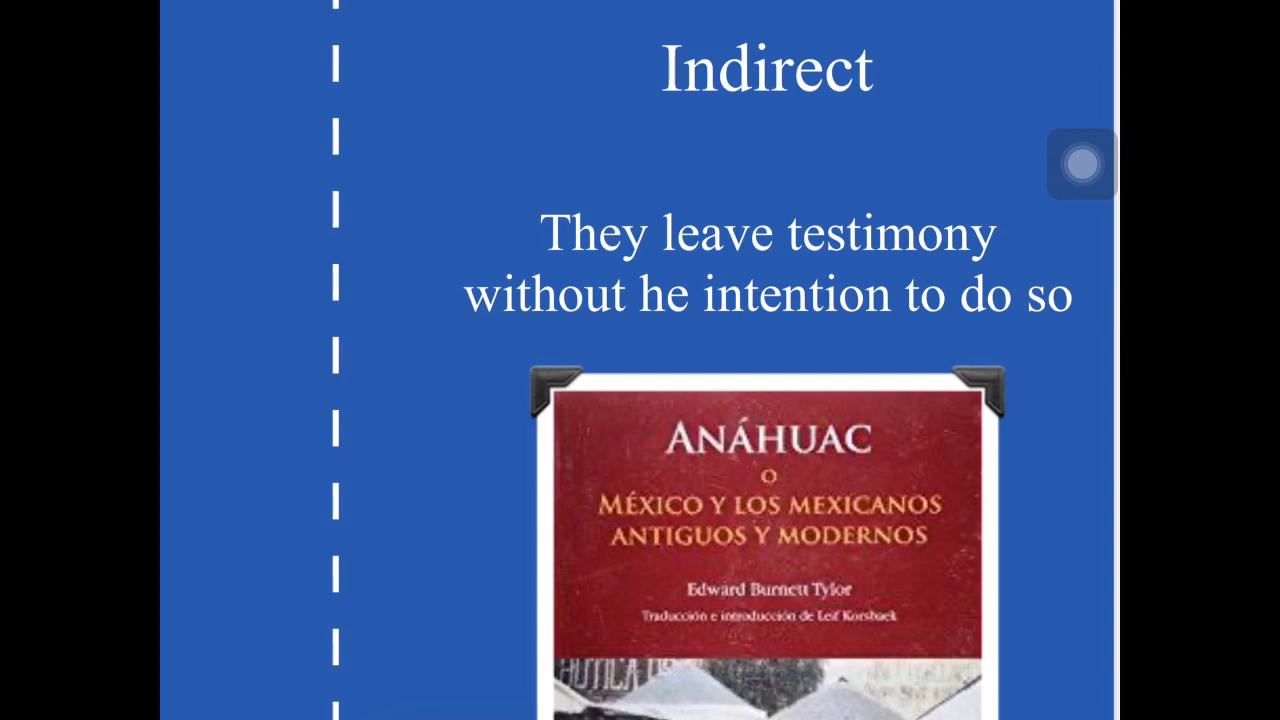 Indirect
They leave testimony
without he intention to do so
ANÁHUAC
O
MÉXICO Y LOS MEXICANOS
ANTIGUOS Y MODERNOS
Edward Burnett Tylor
Traducción e introducción de Leif Korsbaek